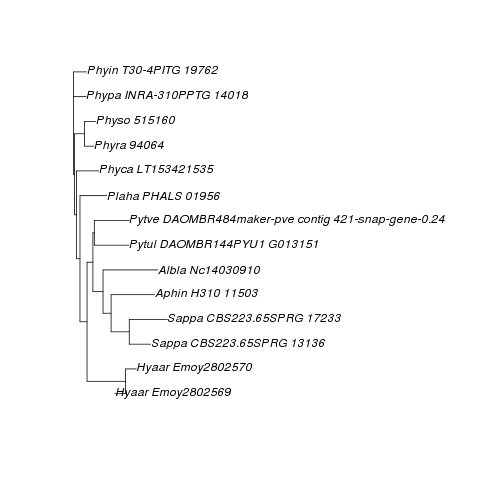 Phyin T30-4PITG 19762
Phypa INRA-310PPTG 14018
Physo 515160
Phyra 94064
Phyca LT153421535
Plaha PHALS 01956
Pytve DAOMBR484maker-pve contig 421-snap-gene-0.24
Pytul DAOMBR144PYU1 G013151
Albla Nc14030910
Aphin H310 11503
Sappa CBS223.65SPRG 17233
Sappa CBS223.65SPRG 13136
Hyaar Emoy2802570
Hyaar Emoy2802569